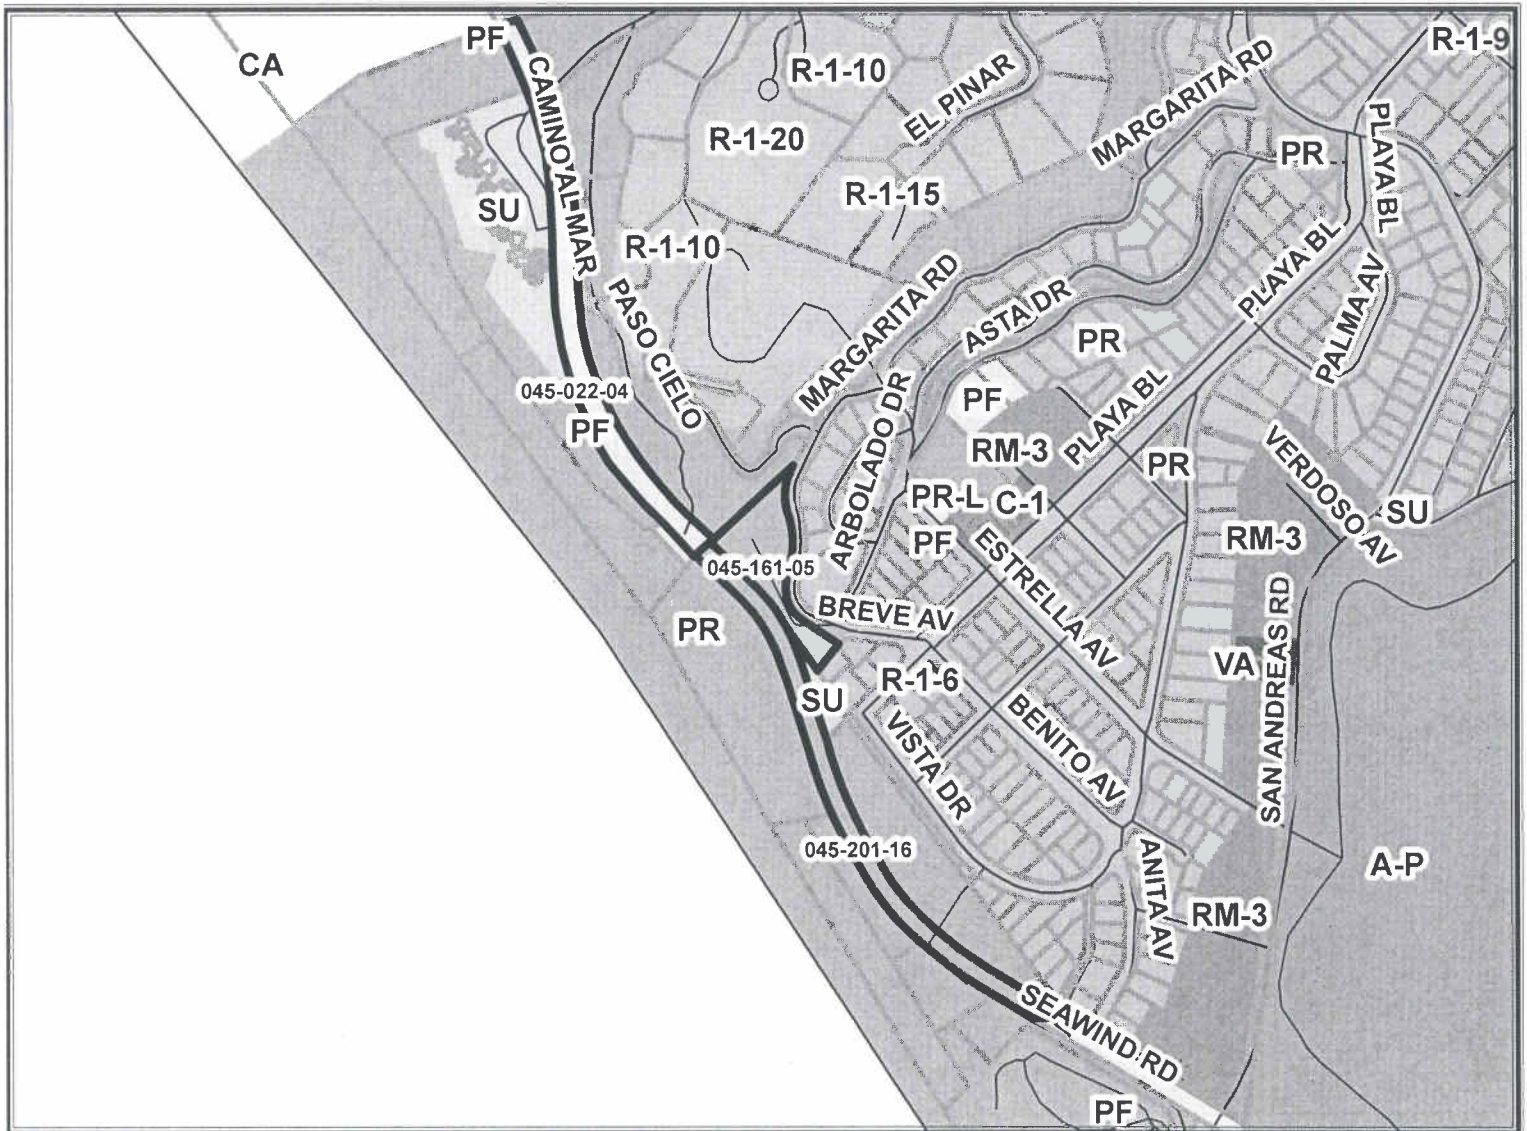 PF
CA
CAMINO AL MAR
R-1-10
EL PINAR
MARGARITA RD
R-1-9
R-1-20
PLAYA BL
PR
R-1-15
SU
R-1-10
PASO CIELO
MARGARITA RD
ASTA DR
PLAYA BL
PALMA AV
PR
045-022-04
PF
ARBOLADO DR
PF
PLAYA BL
RM-3
PR
VERDOSO AV
PR-L
C-1
SU
PF
ESTRELLA AV
RM-3
045-161-05
BREVE AV
PR
SAN ANDREAS RD
VA
R-1-6
SU
VISTA DR
BENITO AV
045-201-16
ANITA AV
A-P
RM-3
SEAWIND RD
PF